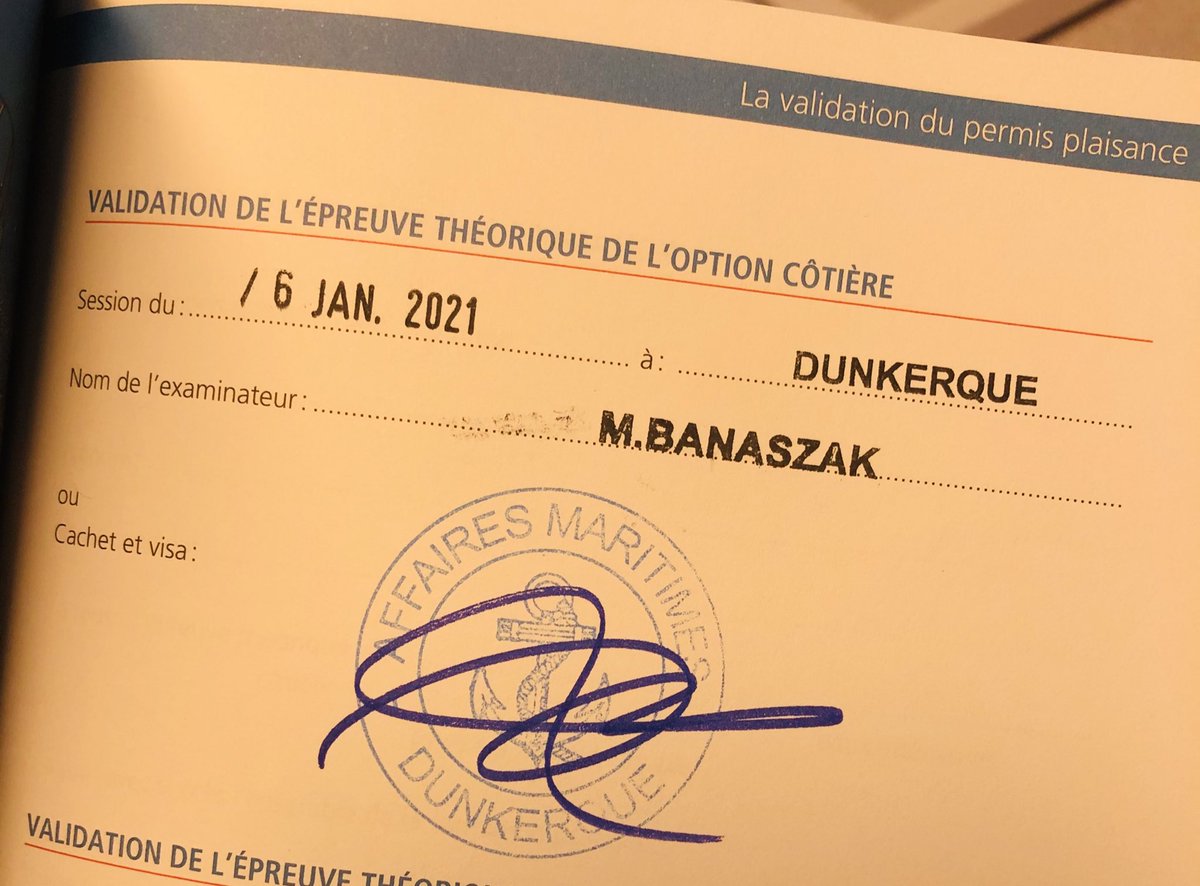 La validation du permis plaisance
VALIDATION DE L'ÉPREUVE THÉORIQUE DE L'OPTION CÔTIÈRE
Session du : / 6 JAN. 2021 à : DUNKERQUE
Nom de l'examinateur : M.BANASZAK
ou
Cachet et visa :
AFFAIRES MARITIMES
DUNKERQUE
VALIDATION DE L'ÉPREUVE